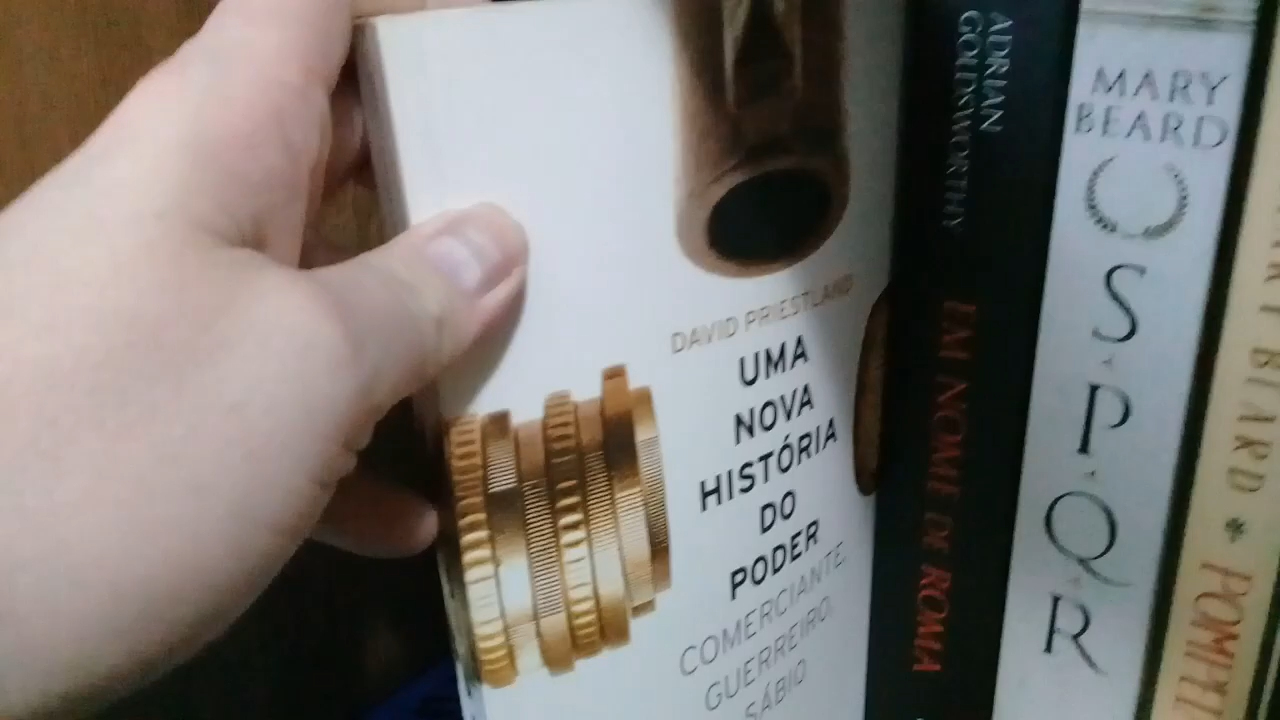 DAVID PRIESTLAND
UMA
NOVA
HISTÓRIA
DO
PODER
COMERCIANTE,
GUERREIRO,
SÁBIO
ADRIAN
GOLDSWORTHY
EM NOME DE ROMA
MARY
BEARD
S
P
Q
R
BEARD * POMPEI